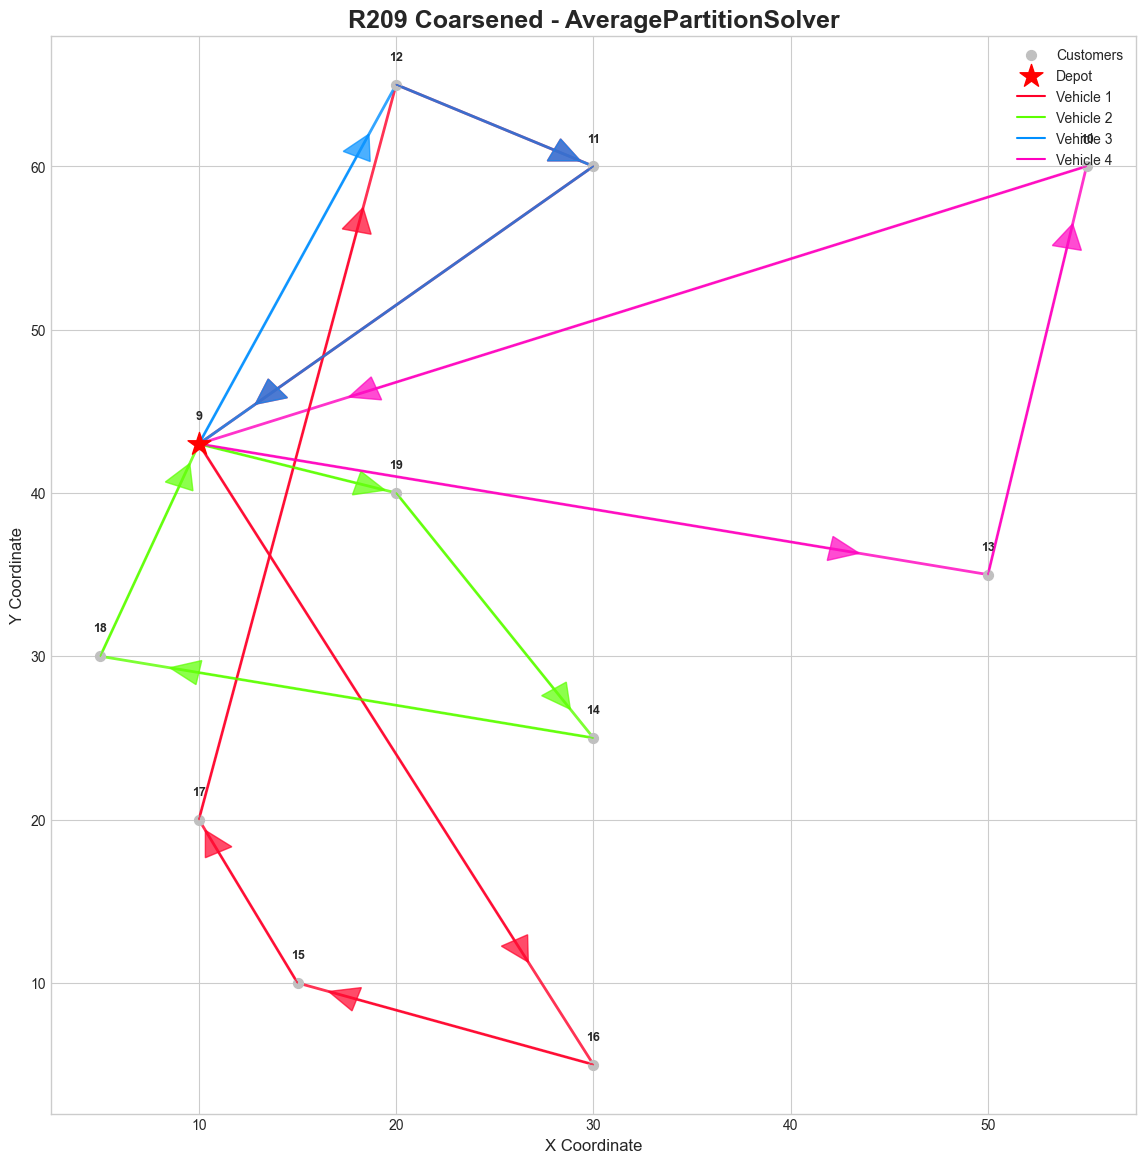 R209 Coarsened - AveragePartitionSolver
Customers
Depot
Vehicle 1
Vehicle 2
Vehicle 3
Vehicle 4
12
11
10
9
19
13
18
14
17
15
16
60
50
40
30
20
10
10
20
30
40
50
X Coordinate
Y Coordinate